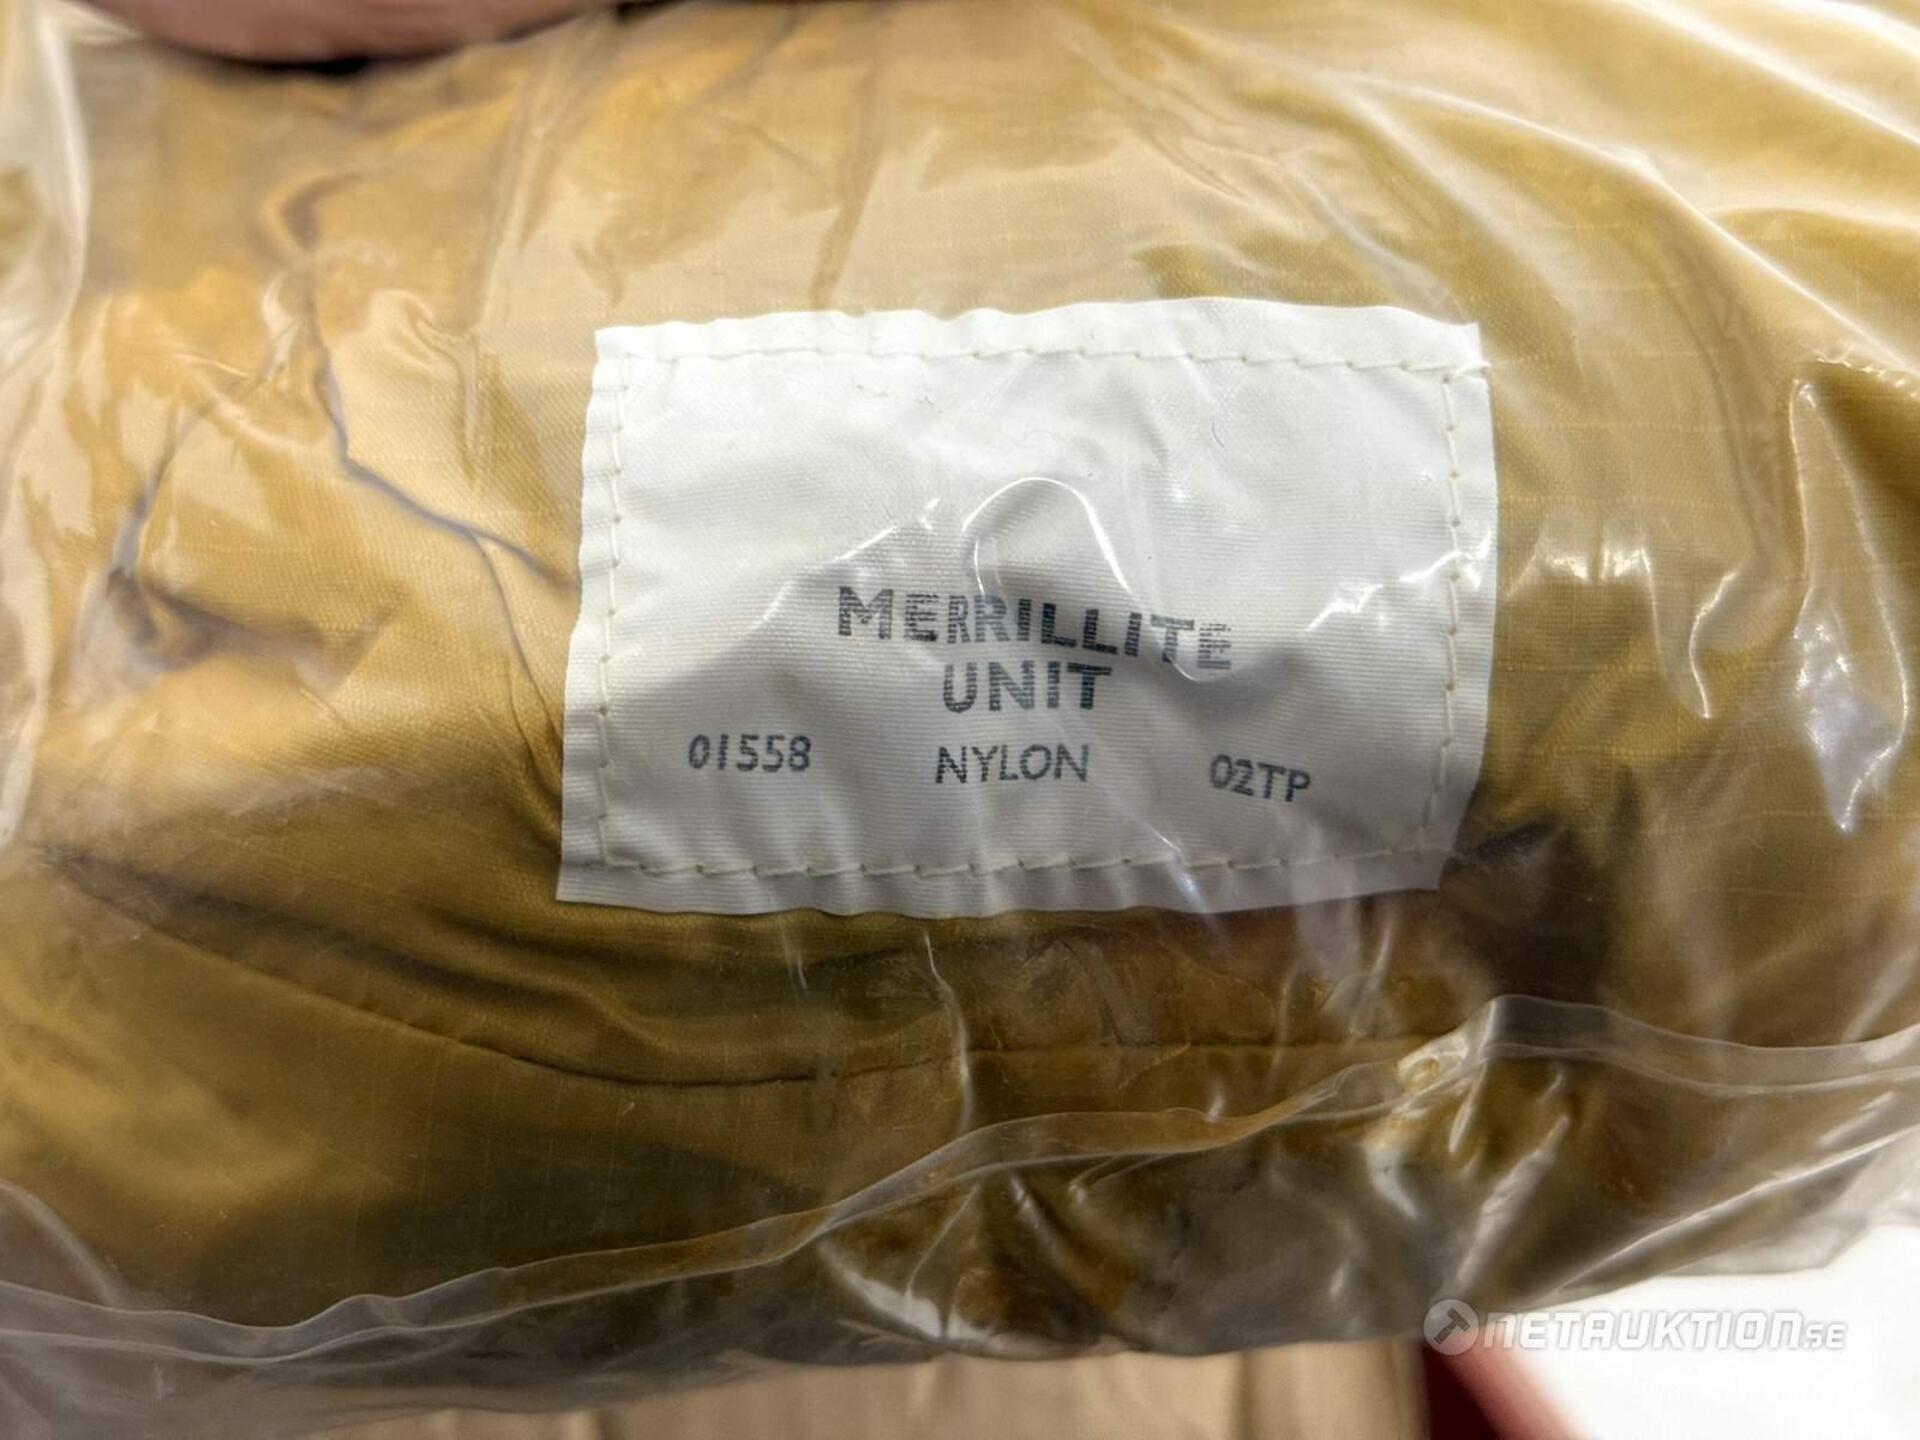 MERRILLITE
UNIT
01558 NYLON 02TP
NETAUKTION.SE